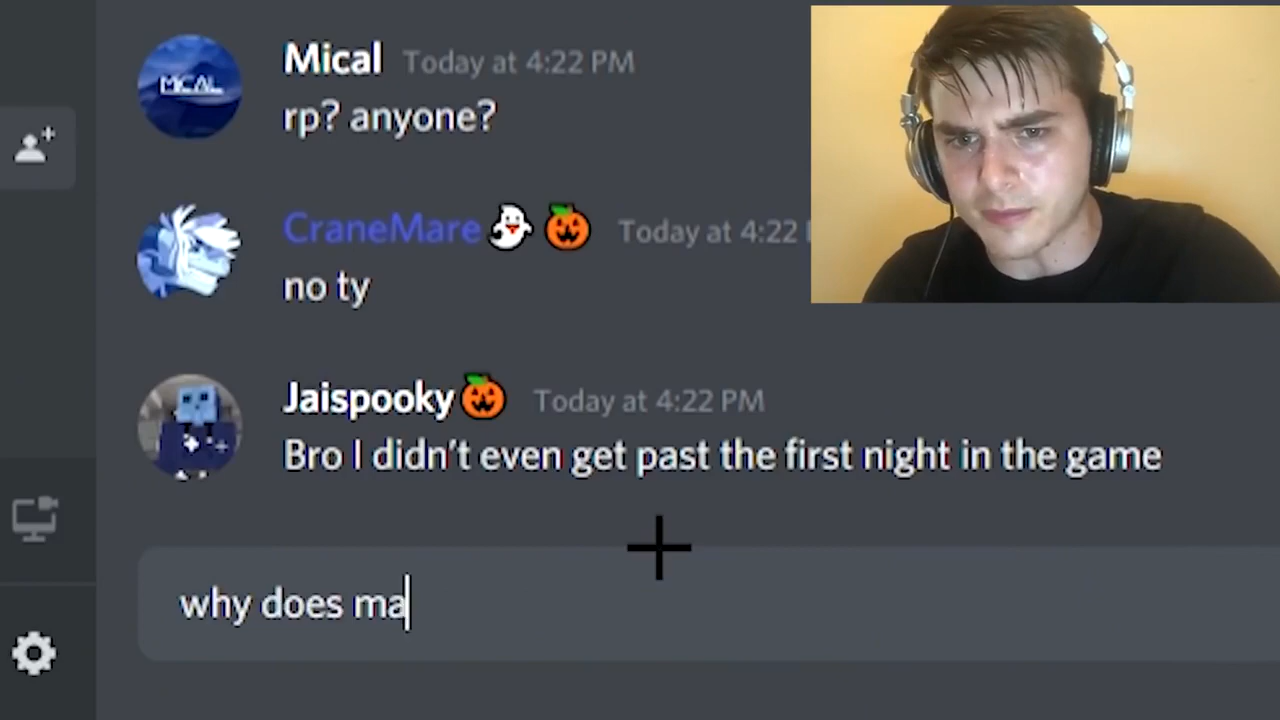 Mical Today at 4:22 PM
MICAL
rp? anyone?
CraneMare👻🎃 Today at 4:22
no ty
Jaispooky🎃 Today at 4:22 PM
Bro I didn't even get past the first night in the game
why does ma